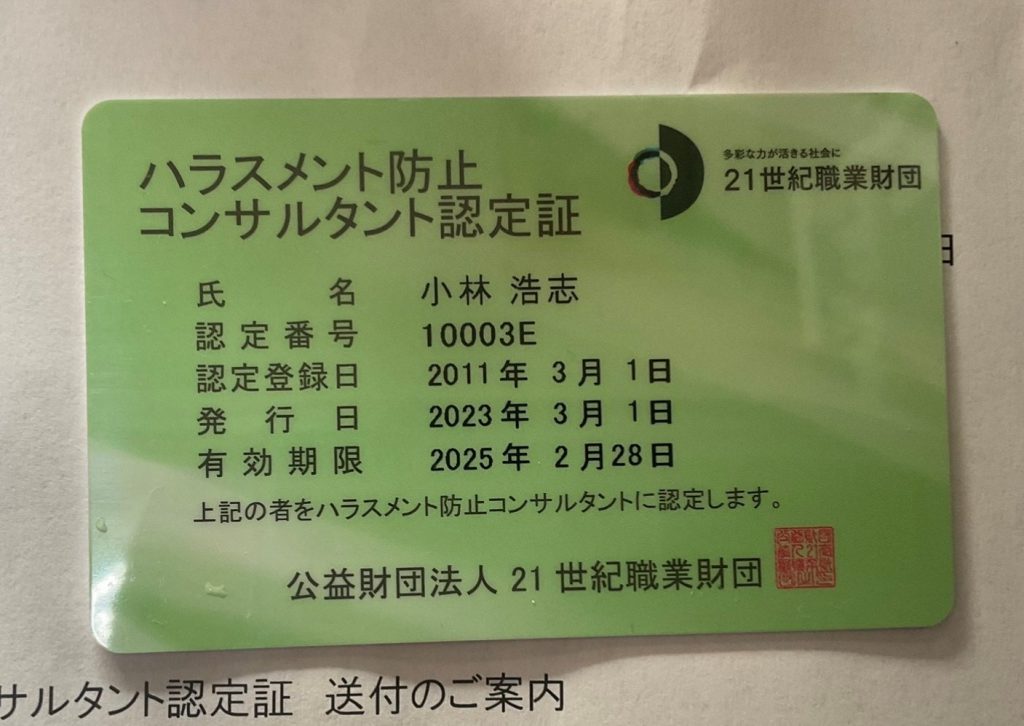 ハラスメント防止
コンサルタント認定証
多彩な力が活きる社会に
21世紀職業財団
氏名 小林 浩志
認定番号 10003E
認定登録日 2011年 3月 1日
発行日 2023年 3月 1日
有効期限 2025年 2月28日
上記の者をハラスメント防止コンサルタントに認定します。
公益財団法人 21世紀職業財団
日
サルタント認定証 送付のご案内